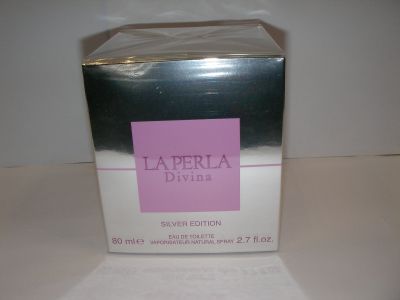 LA PERLA
Divina
SILVER EDITION
EAU DE TOILETTE
80 ml e VAPORISATEUR NATURAL SPRAY 2.7 fl.oz.